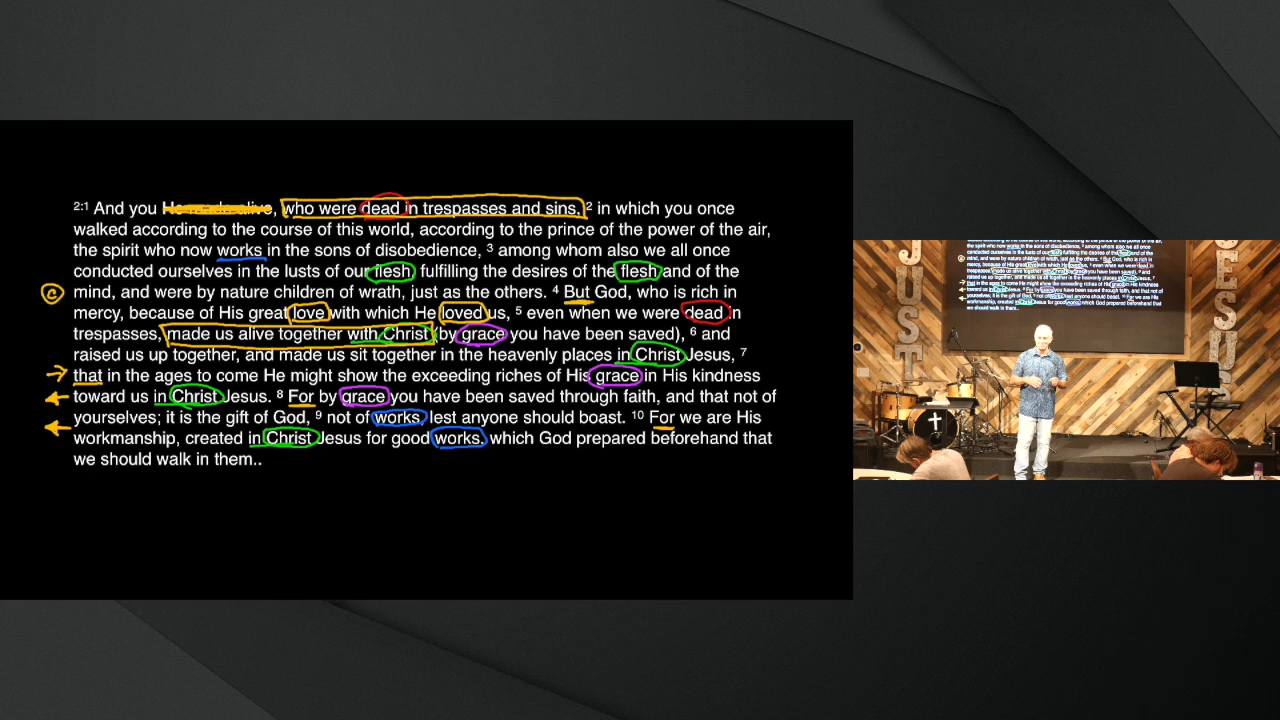 2:1 And you He made alive, who were dead in trespasses and sins, 2 in which you once
walked according to the course of this world, according to the prince of the power of the air,
the spirit who now works in the sons of disobedience, 3 among whom also we all once
conducted ourselves in the lusts of our flesh, fulfilling the desires of the flesh and of the
C mind, and were by nature children of wrath, just as the others. 4 But God, who is rich in
mercy, because of His great love with which He loved us, 5 even when we were dead in
trespasses, made us alive together with Christ (by grace you have been saved), 6 and
raised us up together, and made us sit together in the heavenly places in Christ Jesus, 7
→ that in the ages to come He might show the exceeding riches of His grace in His kindness
← toward us in Christ Jesus. 8 For by grace you have been saved through faith, and that not of
← yourselves; it is the gift of God, 9 not of works, lest anyone should boast. 10 For we are His
workmanship, created in Christ Jesus for good works, which God prepared beforehand that
we should walk in them..
JUST
JESUS